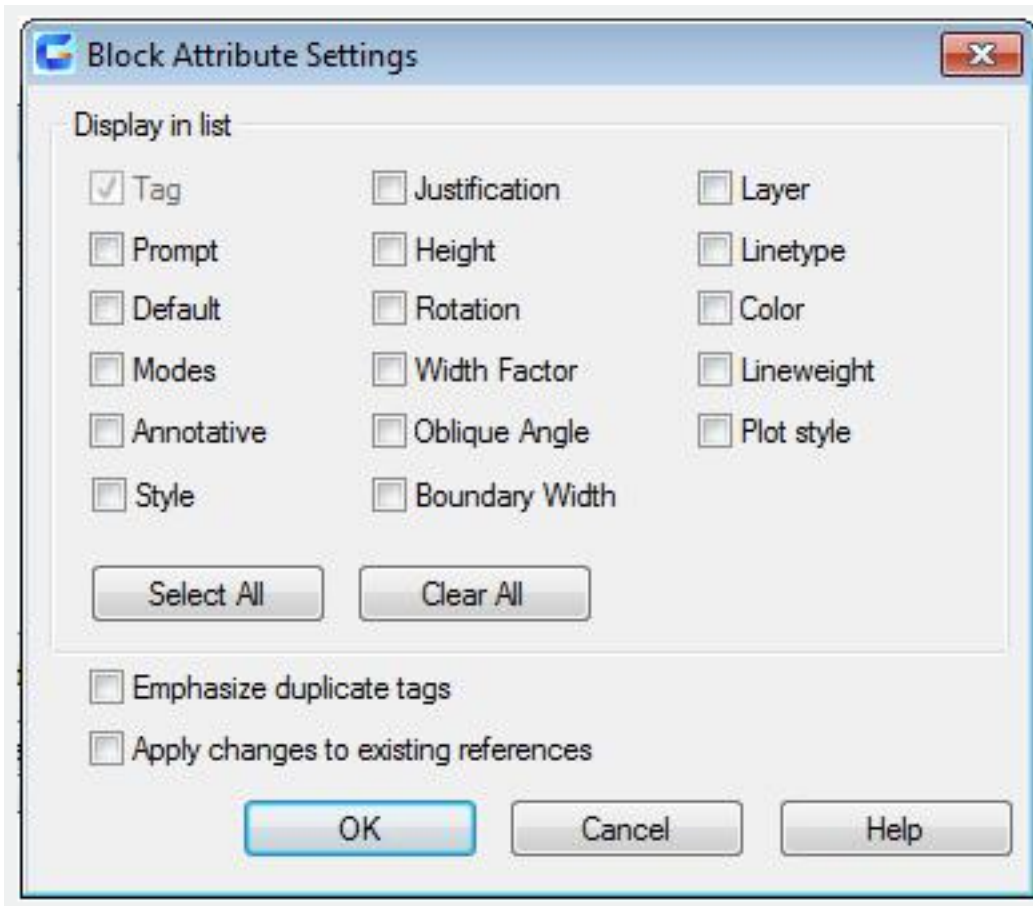 Block Attribute Settings
Display in list
Tag Justification Layer
Prompt Height Linetype
Default Rotation Color
Modes Width Factor Lineweight
Annotative Oblique Angle Plot style
Style Boundary Width
Select All Clear All
Emphasize duplicate tags
Apply changes to existing references
OK Cancel Help